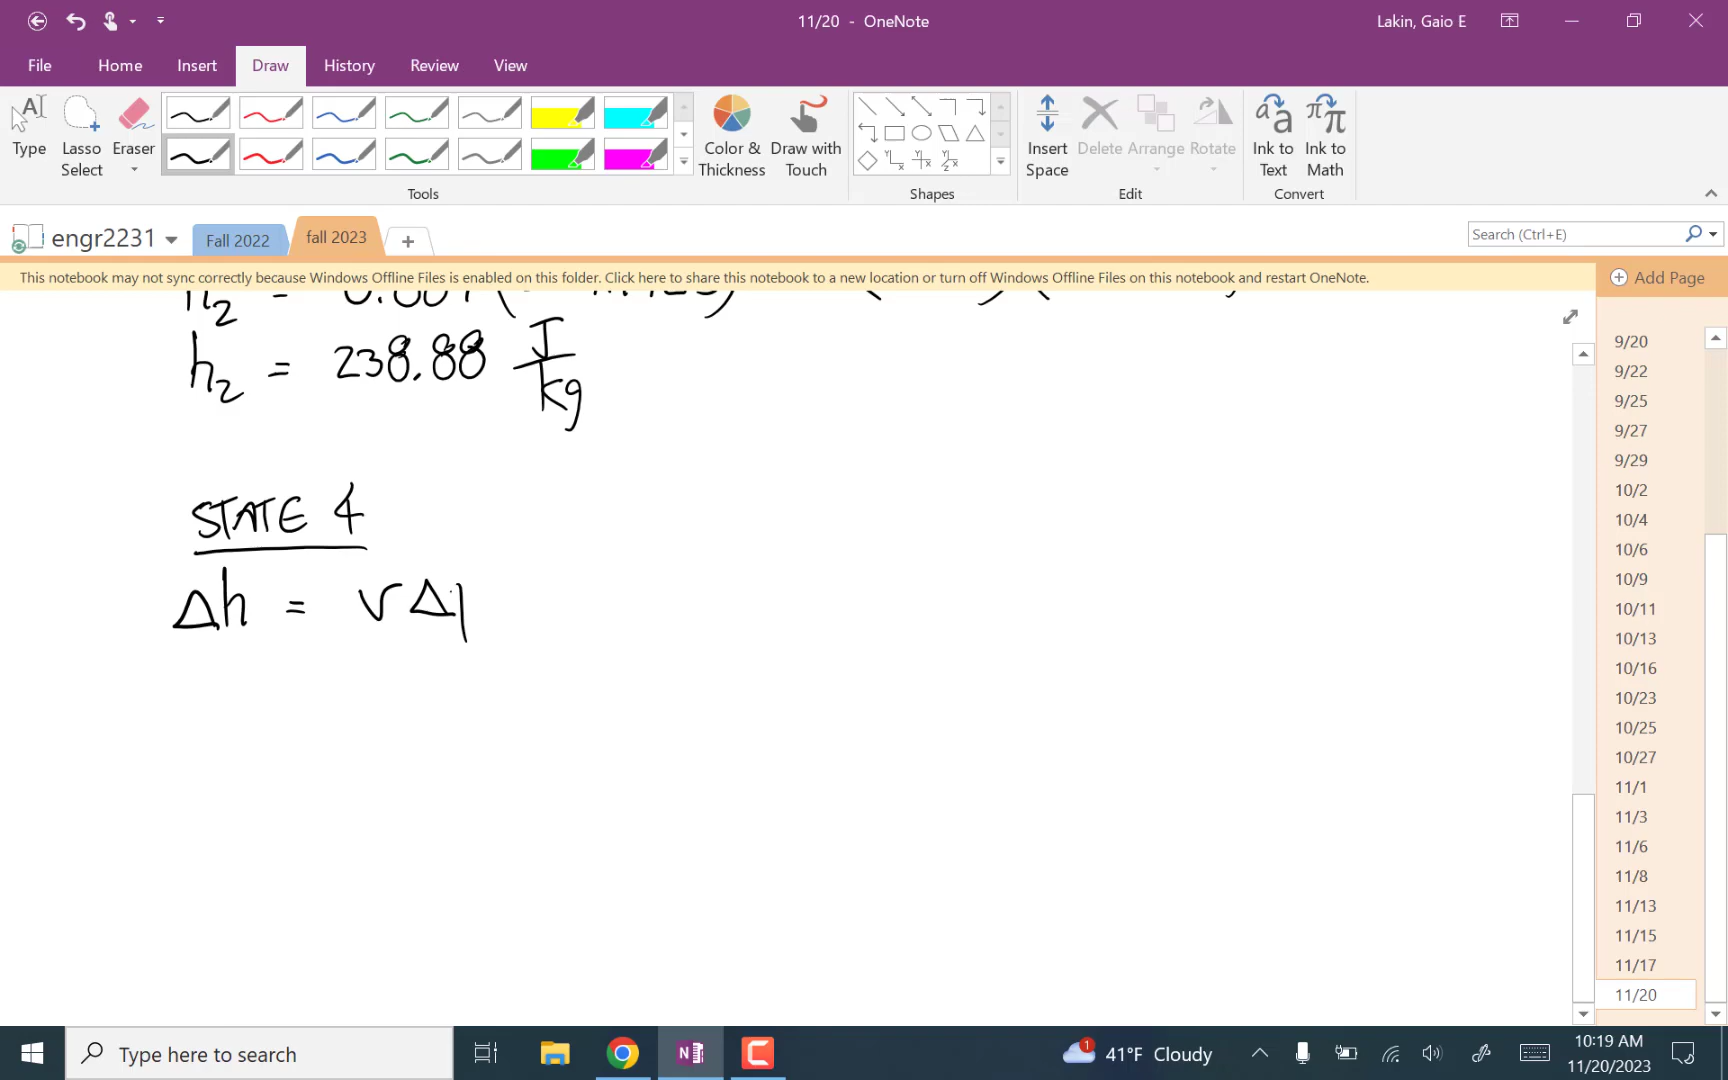 11/20 - OneNote
Lakin, Gaio E
File Home Insert Draw History Review View
Type
Lasso Select
Eraser
Color & Thickness
Draw with Touch
Insert Space
Delete
Arrange
Rotate
Ink to Text
Ink to Math
Tools
Shapes
Edit
Convert
engr2231
Fall 2022
fall 2023
Search (Ctrl+E)
This notebook may not sync correctly because Windows Offline Files is enabled on this folder. Click here to share this notebook to a new location or turn off Windows Offline Files on this notebook and restart OneNote.
Add Page
h2 =
h2 = 238.88 J/kg
STATE 4
Δh = v Δp
9/20
9/22
9/25
9/27
9/29
10/2
10/4
10/6
10/9
10/11
10/13
10/16
10/23
10/25
10/27
11/1
11/3
11/6
11/8
11/13
11/15
11/17
11/20
Type here to search
1
41°F Cloudy
10:19 AM
11/20/2023